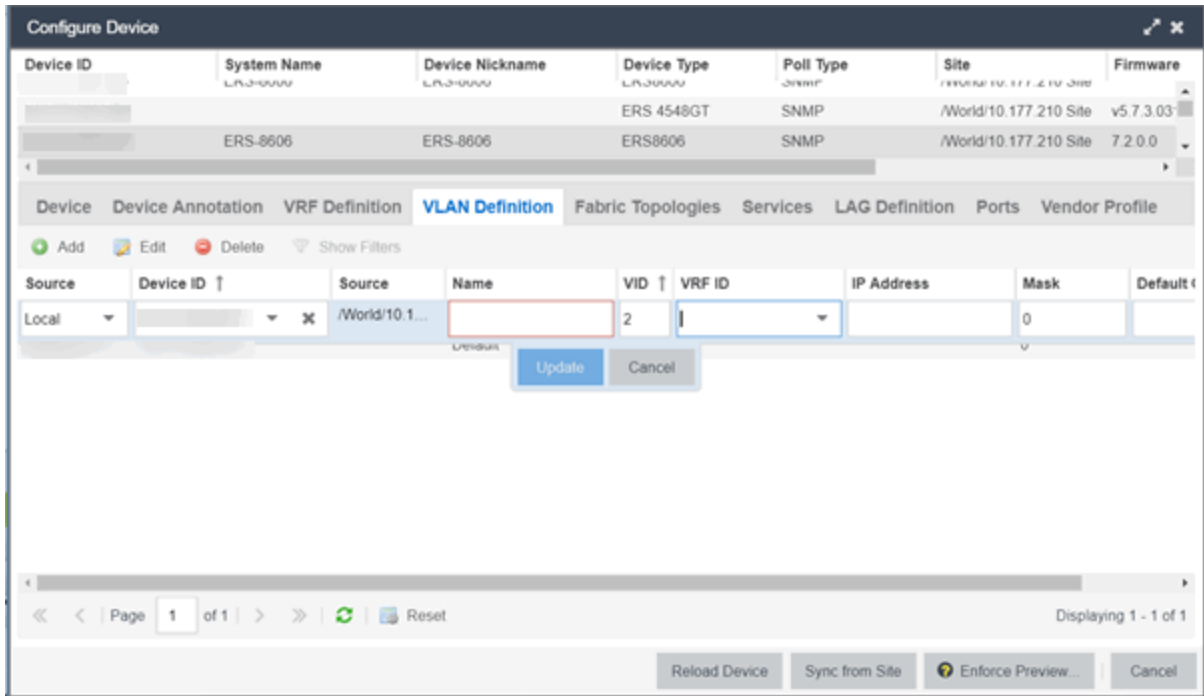 Configure Device
Device ID System Name Device Nickname Device Type Poll Type Site Firmware
ERS 4548GT SNMP /World/10.177.210 Site v5.7.3.03
ERS-8606 ERS-8606 ERS8606 SNMP /World/10.177.210 Site 7.2.0.0
Device Device Annotation VRF Definition VLAN Definition Fabric Topologies Services LAG Definition Ports Vendor Profile
Add Edit Delete Show Filters
Source Device ID ↑ Source Name VID ↑ VRF ID IP Address Mask Default
Local /World/10.1... 2 0
Default 0
Update Cancel
Page 1 of 1 Reset Displaying 1 - 1 of 1
Reload Device Sync from Site Enforce Preview... Cancel